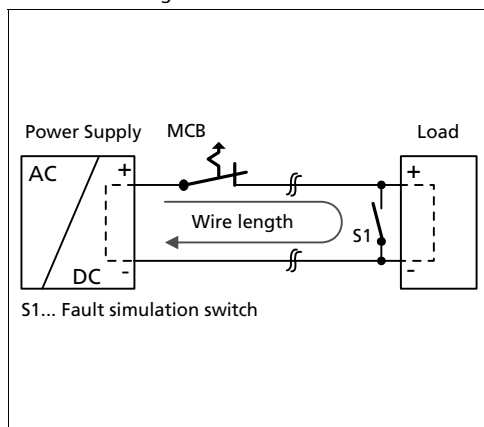 Power Supply
MCB
Load
AC
+
+
Wire length
S1
DC
-
-
S1... Fault simulation switch